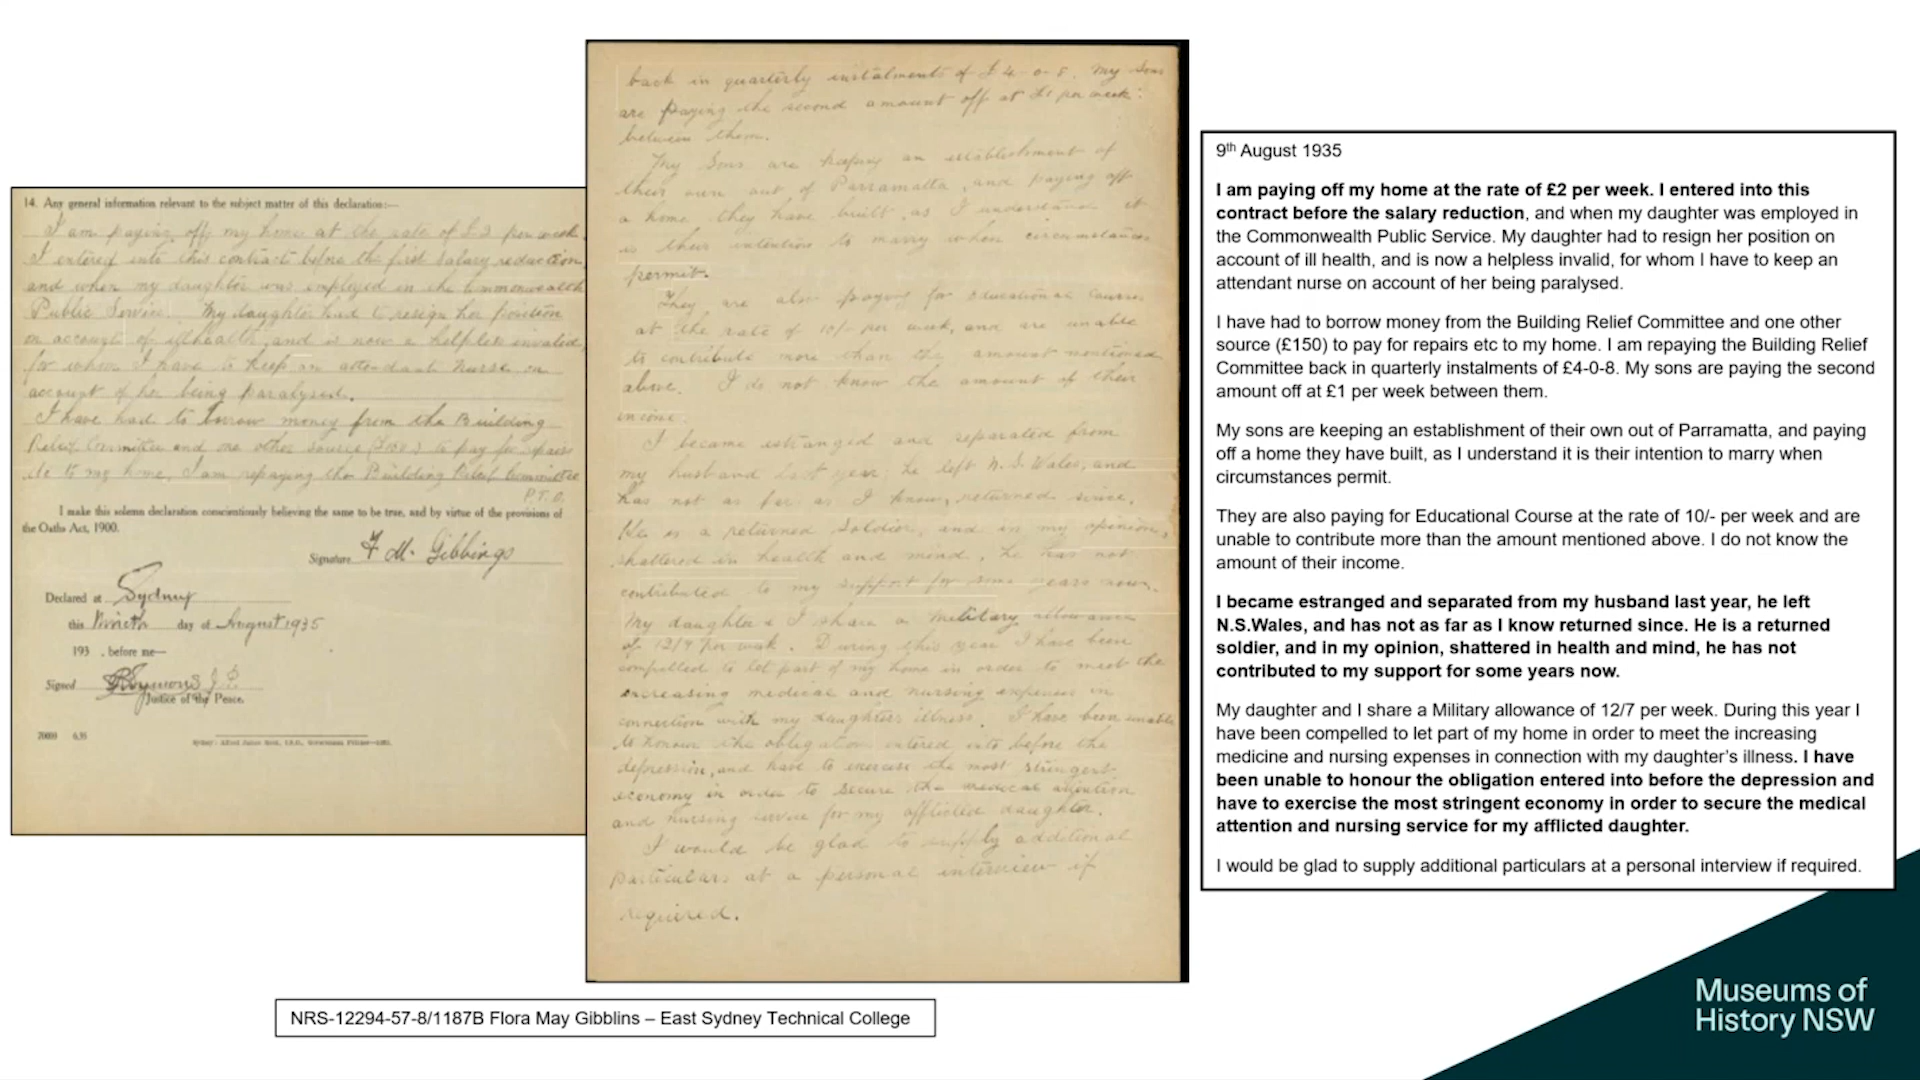 14. Any general information relevant to the subject matter of this declaration:—
I am paying off my home at the rate of £2 per week.
I entered into this contract before the first salary reduction,
and when my daughter was employed in the Commonwealth
Public Service. My daughter had to resign her position
on account of illhealth, and is now a helpless invalid,
for whom I have to keep an attendant nurse on
account of her being paralysed.
I have had to borrow money from the Building
Relief Committee and one other source (£150) to pay for repairs
etc to my home. I am repaying the Building Relief Committee
P.T.O.
I make this solemn declaration conscientiously believing the same to be true, and by virtue of the provisions of
the Oaths Act, 1900.
Signature F M. Gibbings
Declared at Sydney
this Ninth day of August 1935
193 . before me—
Signed J.P.
Justice of the Peace.
70689 6.35
back in quarterly instalments of £4-0-8. My Sons
are paying the second amount off at £1 per week
between them.
My Sons are keeping an establishment of
their own out of Parramatta, and paying off
a home they have built, as I understand it
is their intention to marry when circumstances
permit.
They are also paying for Educational Courses
at the rate of 10/- per week, and are unable
to contribute more than the amount mentioned
above. I do not know the amount of their
income.
I became estranged and separated from
my husband last year, he left N.S.Wales, and
has not as far as I know, returned since.
He is a returned Soldier, and in my opinion,
shattered in health and mind, he has not
contributed to my support for some years now.
My daughter & I share a Military allowance
of 12/7 per week. During this year I have been
compelled to let part of my home in order to meet the
increasing medical and nursing expenses in
connection with my daughters illness. I have been unable
to honour the obligation entered into before the
depression, and have to exercise the most stringent
economy in order to secure the medical attention
and nursing service for my afflicted daughter.
I would be glad to supply additional
particulars at a personal interview if
required.
9th August 1935
I am paying off my home at the rate of £2 per week. I entered into this
contract before the salary reduction, and when my daughter was employed in
the Commonwealth Public Service. My daughter had to resign her position on
account of ill health, and is now a helpless invalid, for whom I have to keep an
attendant nurse on account of her being paralysed.
I have had to borrow money from the Building Relief Committee and one other
source (£150) to pay for repairs etc to my home. I am repaying the Building Relief
Committee back in quarterly instalments of £4-0-8. My sons are paying the second
amount off at £1 per week between them.
My sons are keeping an establishment of their own out of Parramatta, and paying
off a home they have built, as I understand it is their intention to marry when
circumstances permit.
They are also paying for Educational Course at the rate of 10/- per week and are
unable to contribute more than the amount mentioned above. I do not know the
amount of their income.
I became estranged and separated from my husband last year, he left
N.S.Wales, and has not as far as I know returned since. He is a returned
soldier, and in my opinion, shattered in health and mind, he has not
contributed to my support for some years now.
My daughter and I share a Military allowance of 12/7 per week. During this year I
have been compelled to let part of my home in order to meet the increasing
medicine and nursing expenses in connection with my daughter’s illness. I have
been unable to honour the obligation entered into before the depression and
have to exercise the most stringent economy in order to secure the medical
attention and nursing service for my afflicted daughter.
I would be glad to supply additional particulars at a personal interview if required.
NRS-12294-57-8/1187B Flora May Gibblins – East Sydney Technical College
Museums of
History NSW